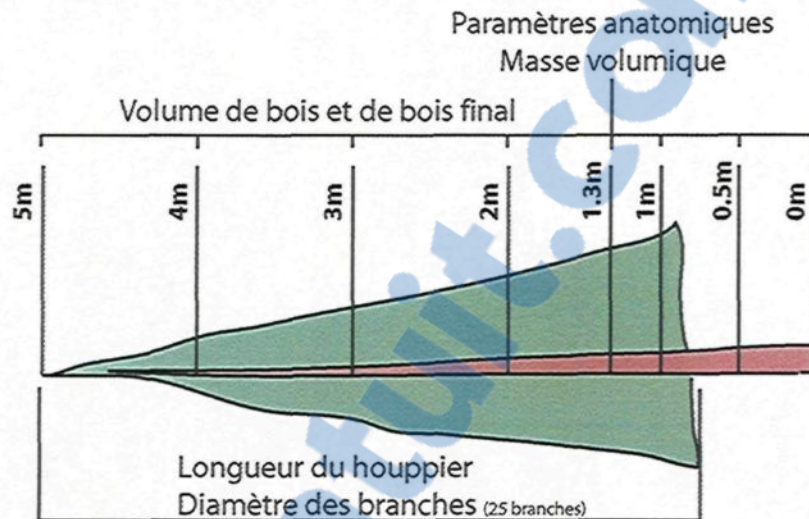 Paramètres anatomiques
Masse volumique
Volume de bois et de bois final
5m
4m
3m
2m
1.3m
1m
0.5m
0m
Longueur du houppier
Diamètre des branches (25 branches)